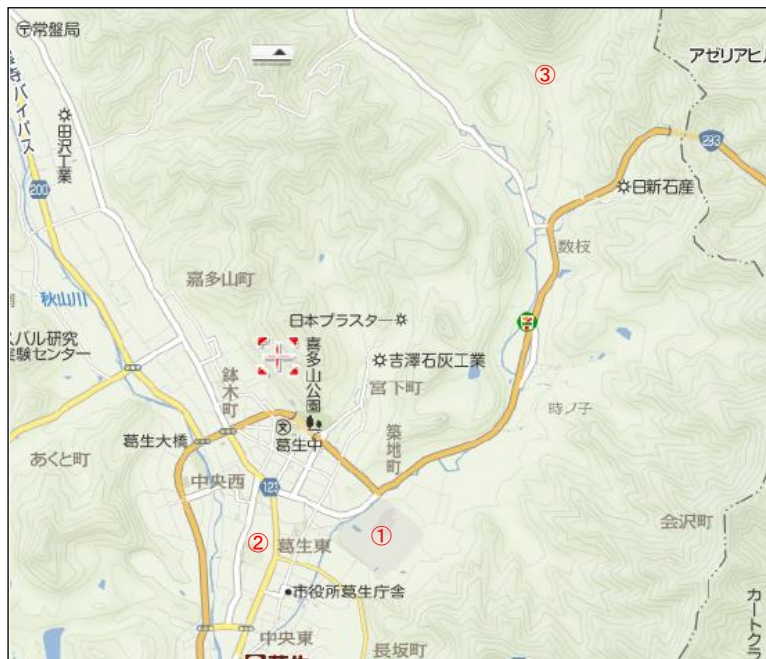 〒常盤局
③
アゼリアヒル
寺バイパス
田沢工業
293
200
日新石産
数枝
嘉多山町
秋山川
日本プラスター
スバル研究
実験センター
吉澤石灰工業
喜多山公園
宮下町
鉢木町
時ノ子
文
葛生中
築地町
葛生大橋
あくと町
中央西
123
会沢町
①
②
葛生東
市役所葛生庁舎
カートクラ
中央東
長坂町
葛生